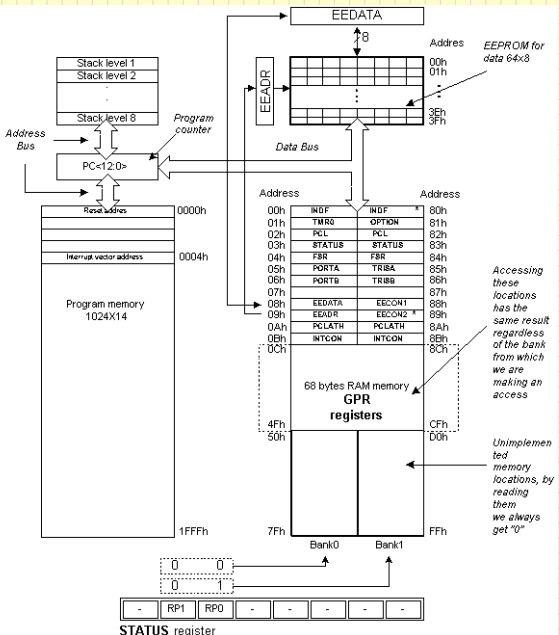 EEDATA
8
Addres
EEPROM for
data 64x8
00h
01h
EEADR
3Eh
3Fh
Stack level 1
Stack level 2
Stack level 8
Program
counter
Address
Bus
PC<12:0>
Data Bus
Address
Address
Reset addres
0000h
Interrupt vector address
0004h
Program memory
1024X14
1FFFh
00h INDF INDF * 80h
01h TMR0 OPTION 81h
02h PCL PCL 82h
03h STATUS STATUS 83h
04h FSR FSR 84h
05h PORTA TRISA 85h
06h PORTB TRISB 86h
07h 87h
08h EEDATA EECON1 88h
09h EEADR EECON2 * 89h
0Ah PCLATH PCLATH 8Ah
0Bh INTCON INTCON 8Bh
0Ch 8Ch
68 bytes RAM memory
GPR
registers
4Fh CFh
50h D0h
7Fh FFh
Bank0 Bank1
Accessing
these
locations
has the
same result
regardless
of the bank
from which
we are
making an
access
Unimplemen
ted
memory
locations, by
reading
them
we always
get "0"
0 0
0 1
- RP1 RP0 - - - - -
STATUS register